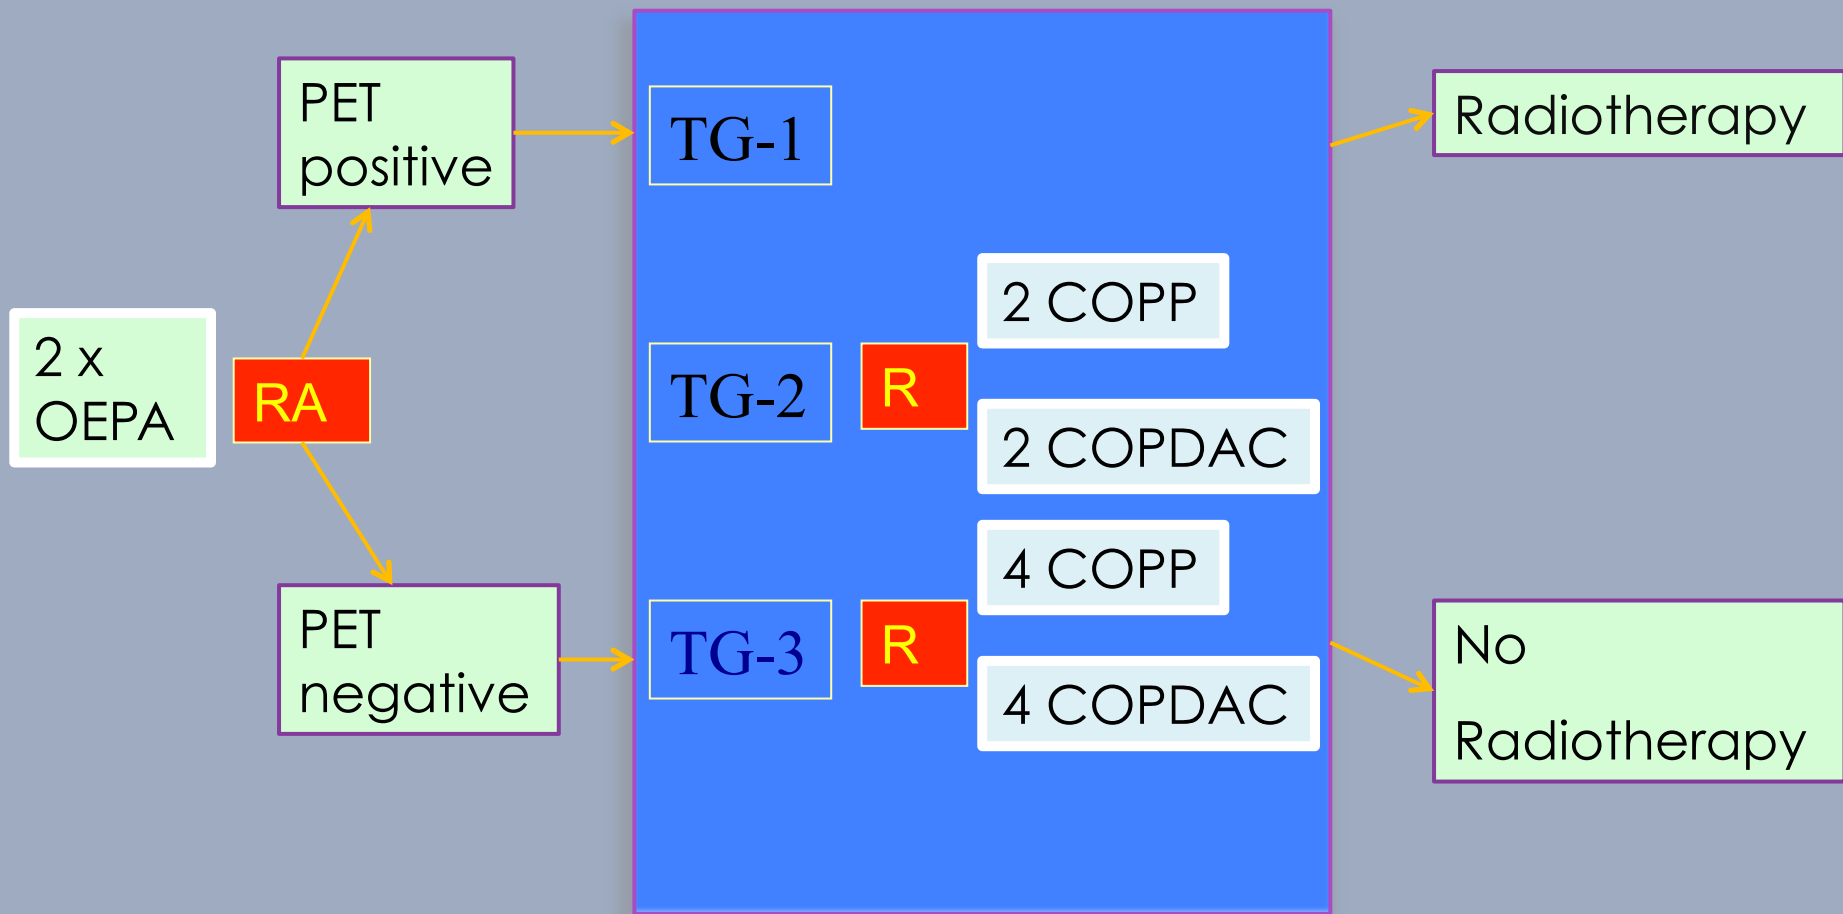 PET
positive
TG-1
Radiotherapy
2 x
OEPA
RA
TG-2
R
2 COPP
2 COPDAC
PET
negative
TG-3
R
4 COPP
4 COPDAC
No
Radiotherapy